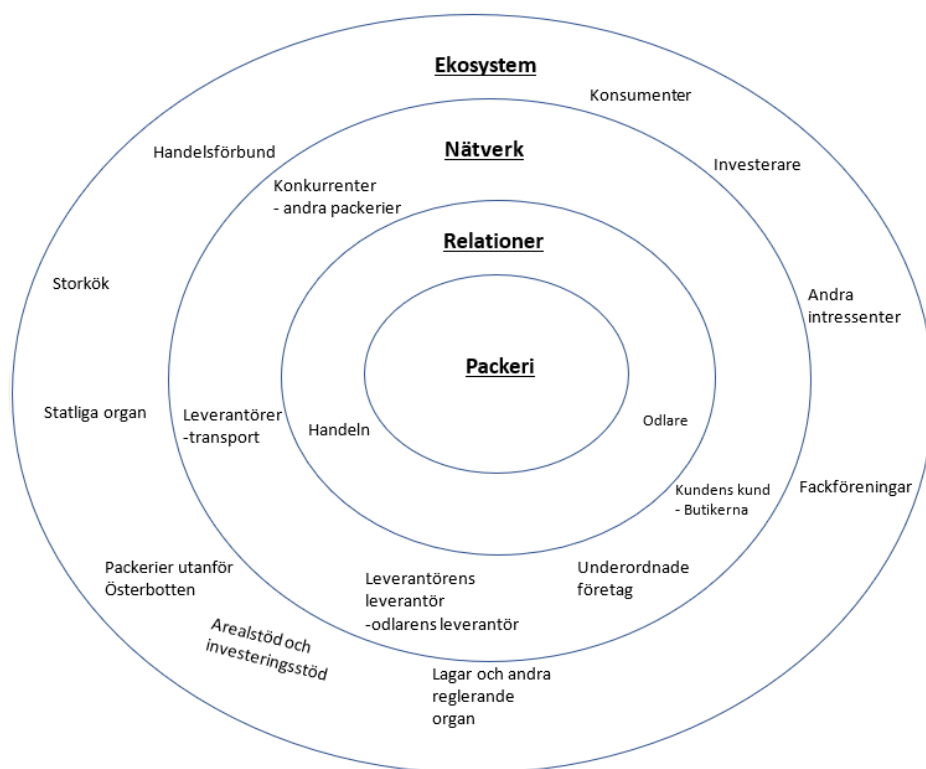 Ekosystem
Konsumenter
Handelsförbund
Nätverk
Investerare
Konkurrenter
- andra packerier
Relationer
Storkök
Andra
intressenter
Packeri
Statliga organ
Leverantörer
-transport
Handeln
Odlare
Kundens kund
- Butikerna
Fackföreningar
Packerier utanför
Österbotten
Leverantörens
leverantör
-odlarens leverantör
Underordnade
företag
Arealstöd och
investeringsstöd
Lagar och andra
reglerande
organ